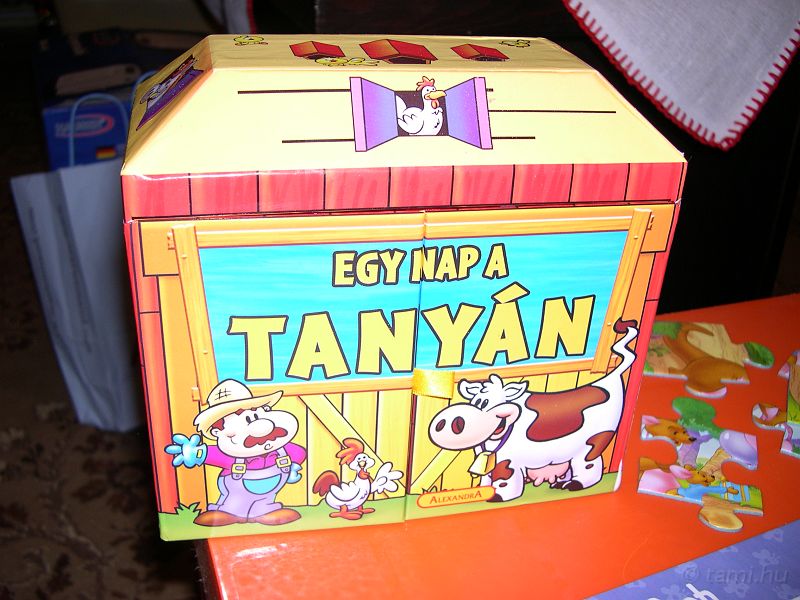 EGY NAP A
TANYÁN
ALEXANDRA
© tami.hu